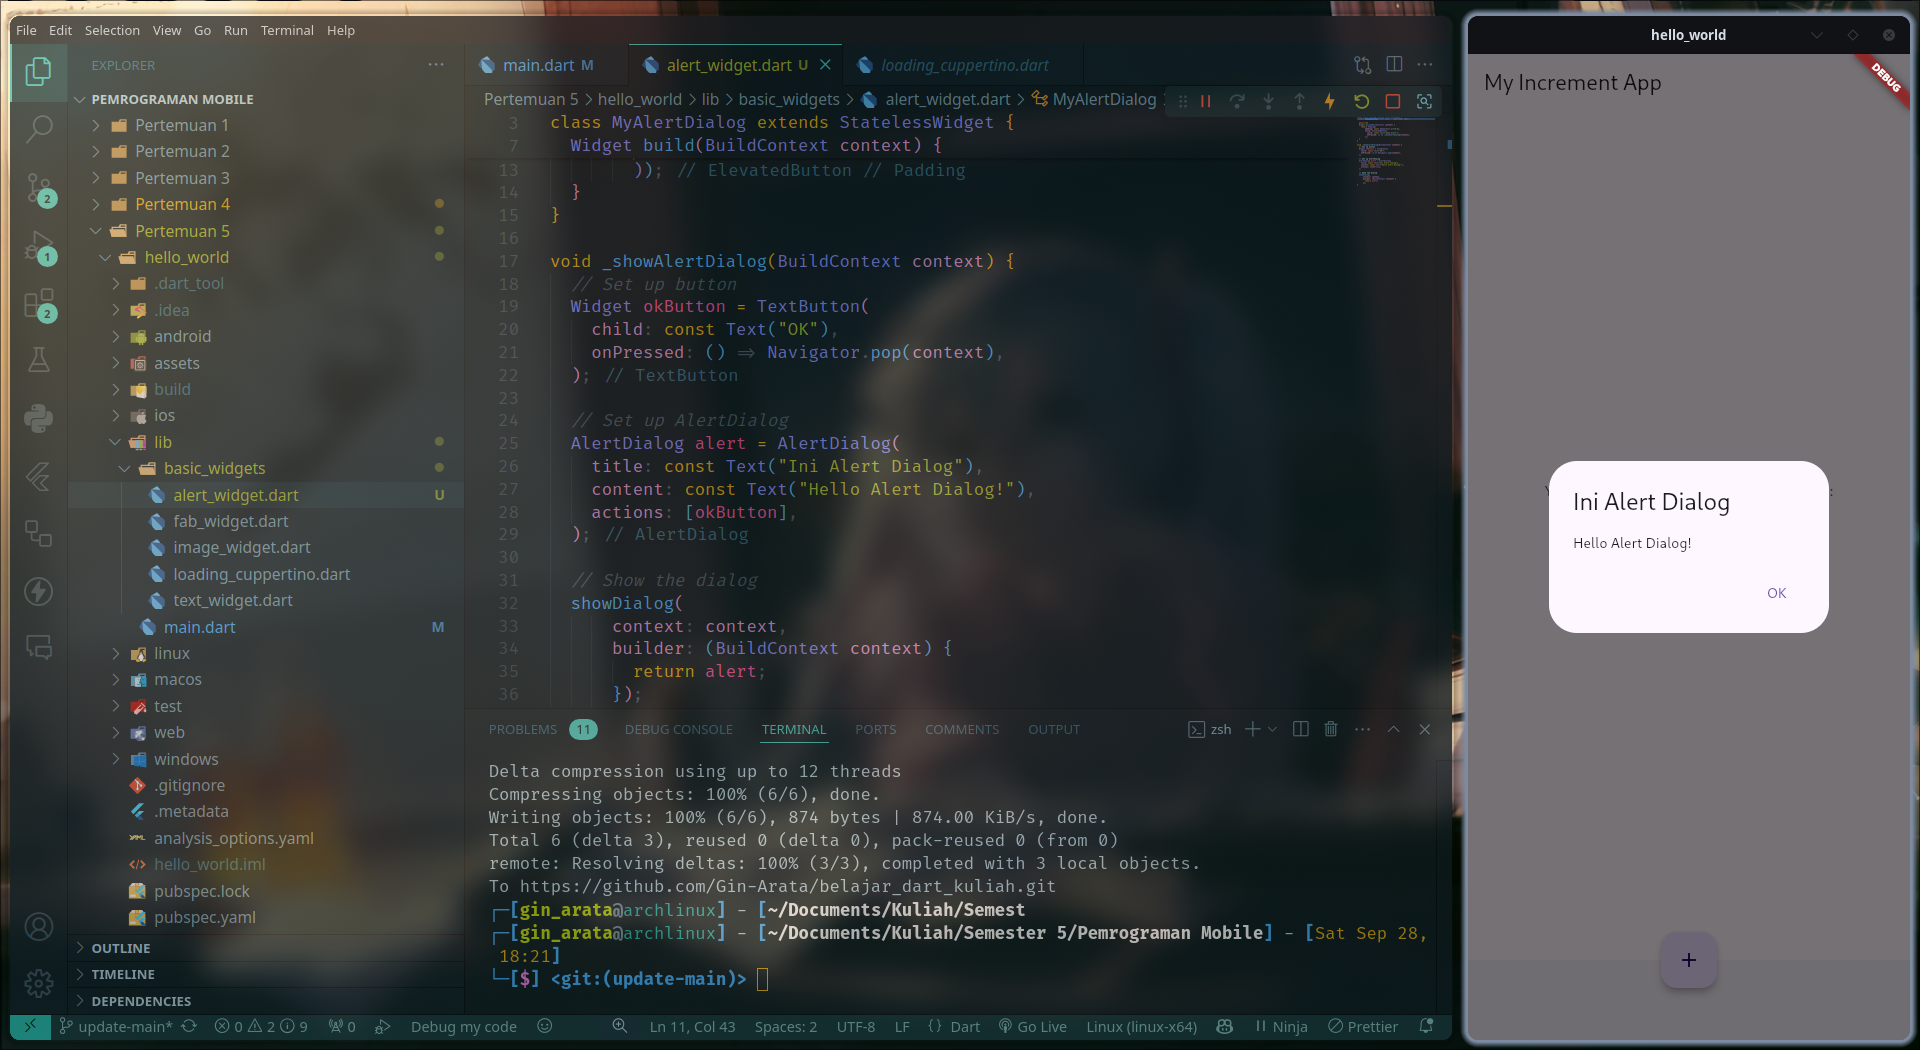 File Edit Selection View Go Run Terminal Help
EXPLORER
PEMROGRAMAN MOBILE
Pertemuan 1
Pertemuan 2
Pertemuan 3
Pertemuan 4
Pertemuan 5
hello_world
.dart_tool
.idea
android
assets
build
ios
lib
basic_widgets
alert_widget.dart U
fab_widget.dart
image_widget.dart
loading_cuppertino.dart
text_widget.dart
main.dart M
linux
macos
test
web
windows
.gitignore
.metadata
analysis_options.yaml
hello_world.iml
pubspec.lock
pubspec.yaml
OUTLINE
TIMELINE
DEPENDENCIES
2
1
2
main.dart M
alert_widget.dart U
loading_cuppertino.dart
Pertemuan 5 > hello_world > lib > basic_widgets > alert_widget.dart > MyAlertDialog
3 class MyAlertDialog extends StatelessWidget {
7 Widget build(BuildContext context) {
13 )); // ElevatedButton // Padding
14 }
15 }
16
17 void _showAlertDialog(BuildContext context) {
18 // Set up button
19 Widget okButton = TextButton(
20 child: const Text("OK"),
21 onPressed: () => Navigator.pop(context),
22 ); // TextButton
23
24 // Set up AlertDialog
25 AlertDialog alert = AlertDialog(
26 title: const Text("Ini Alert Dialog"),
27 content: const Text("Hello Alert Dialog!"),
28 actions: [okButton],
29 ); // AlertDialog
30
31 // Show the dialog
32 showDialog(
33 context: context,
34 builder: (BuildContext context) {
35 return alert;
36 });
PROBLEMS 11 DEBUG CONSOLE TERMINAL PORTS COMMENTS OUTPUT
zsh
Delta compression using up to 12 threads
Compressing objects: 100% (6/6), done.
Writing objects: 100% (6/6), 874 bytes | 874.00 KiB/s, done.
Total 6 (delta 3), reused 0 (delta 0), pack-reused 0 (from 0)
remote: Resolving deltas: 100% (3/3), completed with 3 local objects.
To https://github.com/Gin-Arata/belajar_dart_kuliah.git
┌─[gin_arata@archlinux] - [~/Documents/Kuliah/Semest
┌─[gin_arata@archlinux] - [~/Documents/Kuliah/Semester 5/Pemrograman Mobile] - [Sat Sep 28,
18:21]
└─[$] <git:(update-main)>
update-main* 0 2 9 0 Debug my code Ln 11, Col 43 Spaces: 2 UTF-8 LF {} Dart Go Live Linux (linux-x64) Ninja Prettier
hello_world
DEBUG
My Increment App
Ini Alert Dialog
Hello Alert Dialog!
OK
+